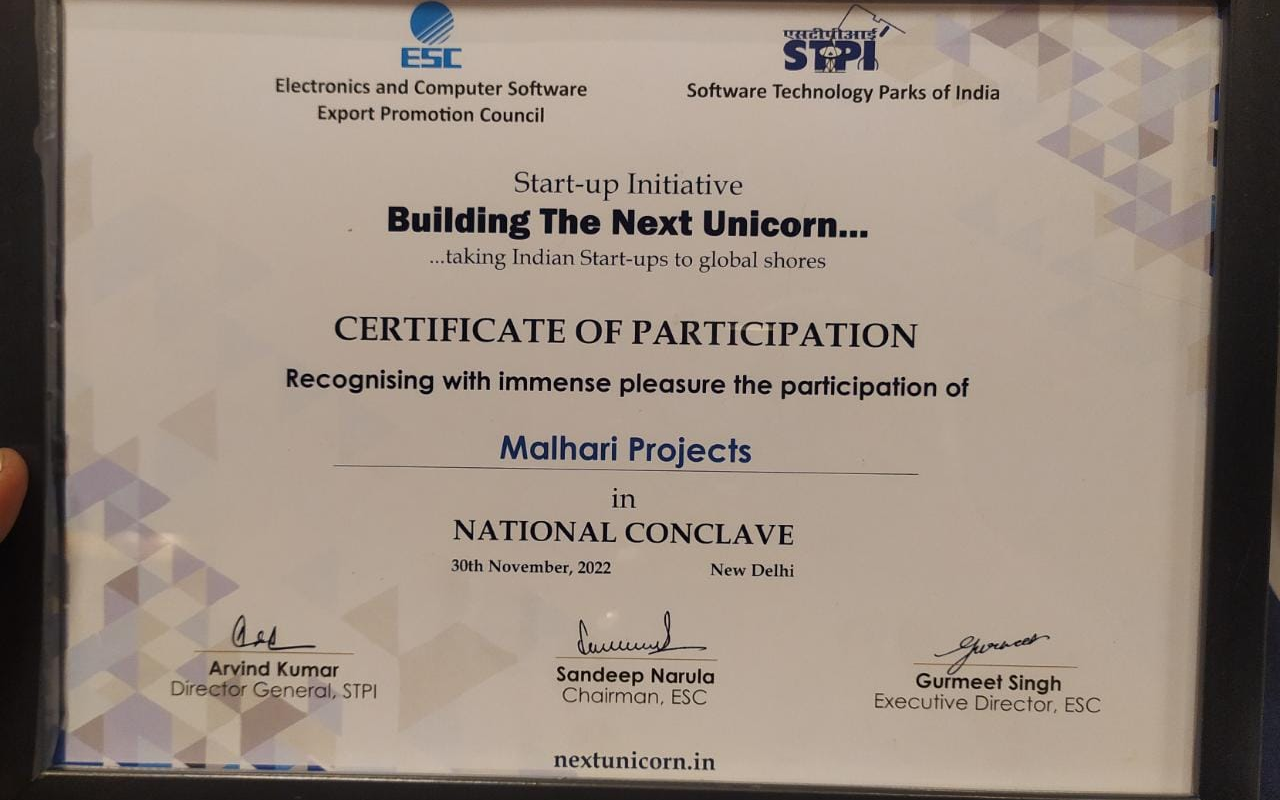 ESC
Electronics and Computer Software
Export Promotion Council
एसटीपीआई
STPI
Software Technology Parks of India
Start-up Initiative
Building The Next Unicorn...
...taking Indian Start-ups to global shores
CERTIFICATE OF PARTICIPATION
Recognising with immense pleasure the participation of
Malhari Projects
in
NATIONAL CONCLAVE
30th November, 2022 New Delhi
Arvind Kumar
Director General, STPI
Sandeep Narula
Chairman, ESC
Gurmeet Singh
Executive Director, ESC
nextunicorn.in